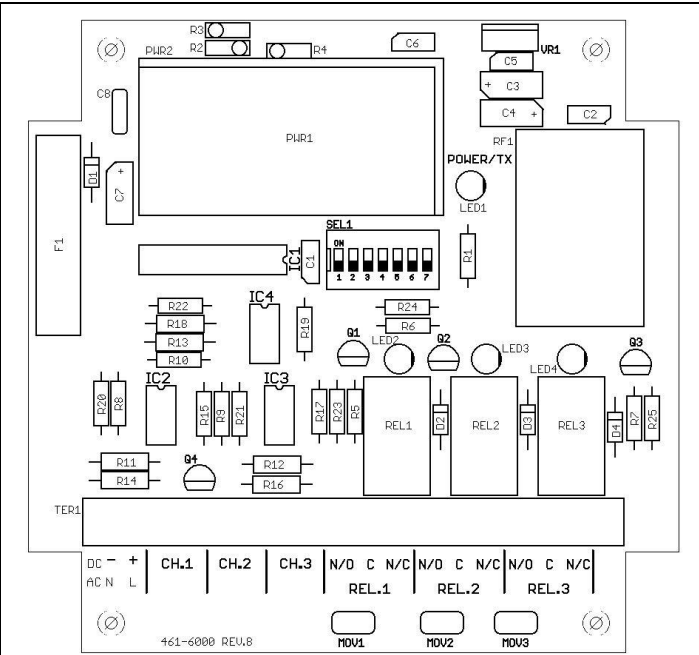 R3
R2
R4
PWR2
C6
VR1
C5
+ C3
C8
C4 +
C2
RF1
PWR1
POWER/TX
D1
+
C7
LED1
F1
SEL1
ON
1 2 3 4 5 6 7
IC1
C1
R1
IC4
R22
R18
R13
R10
R19
R24
R6
Q1
LED2
Q2
LED3
LED4
Q3
IC2
IC3
R20
R8
R15
R9
R21
R17
R23
R5
REL1
D2
REL2
D3
REL3
D4
R7
R25
R11
R14
Q4
R12
R16
TER1
DC - + CH.1 CH.2 CH.3 N/O C N/C N/O C N/C N/O C N/C
AC N L REL.1 REL.2 REL.3
461-6000 REV.8
MOV1
MOV2
MOV3